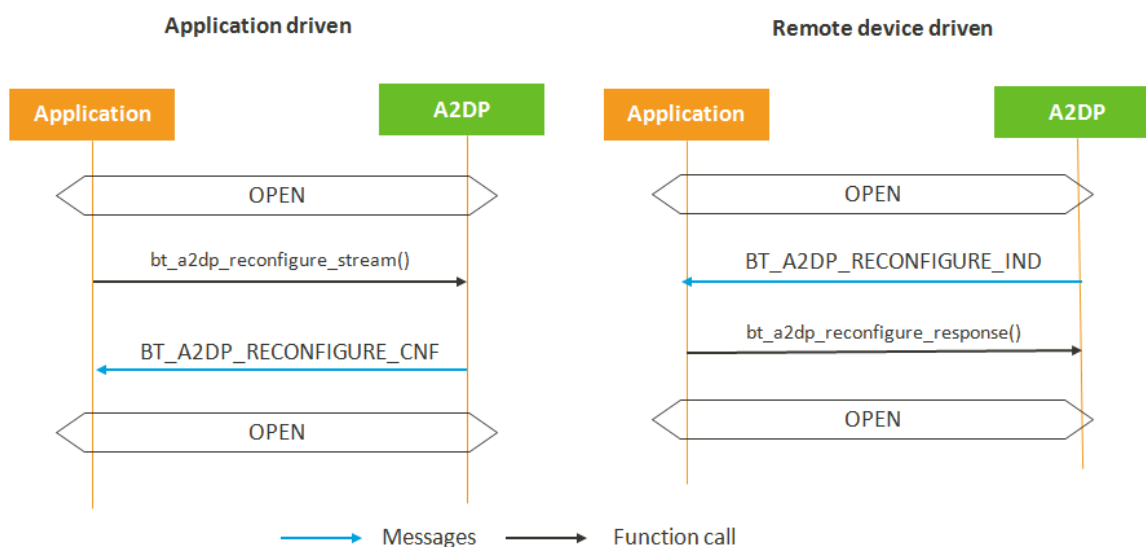 Application driven
Remote device driven
Application
A2DP
Application
A2DP
OPEN
OPEN
bt_a2dp_reconfigure_stream()
BT_A2DP_RECONFIGURE_IND
BT_A2DP_RECONFIGURE_CNF
bt_a2dp_reconfigure_response()
OPEN
OPEN
Messages
Function call